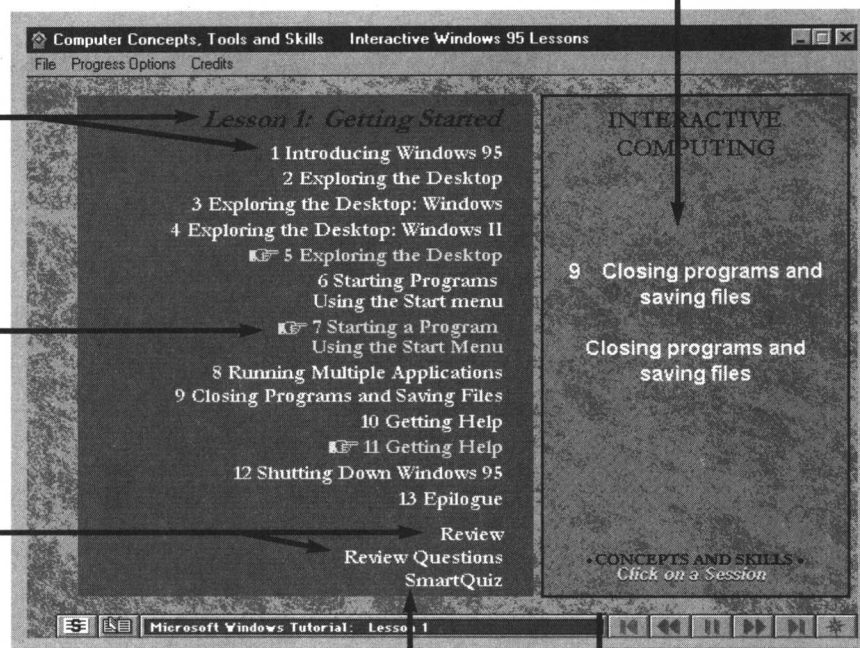 Computer Concepts, Tools and Skills Interactive Windows 95 Lessons
File Progress Options Credits
Lesson 1: Getting Started
1 Introducing Windows 95
2 Exploring the Desktop
3 Exploring the Desktop: Windows
4 Exploring the Desktop: Windows II
5 Exploring the Desktop
6 Starting Programs
Using the Start menu
7 Starting a Program
Using the Start Menu
8 Running Multiple Applications
9 Closing Programs and Saving Files
10 Getting Help
11 Getting Help
12 Shutting Down Windows 95
13 Epilogue
Review
Review Questions
SmartQuiz
INTERACTIVE
COMPUTING
9 Closing programs and
saving files
Closing programs and
saving files
• CONCEPTS AND SKILLS •
Click on a Session
Microsoft Windows Tutorial: Lesson 1